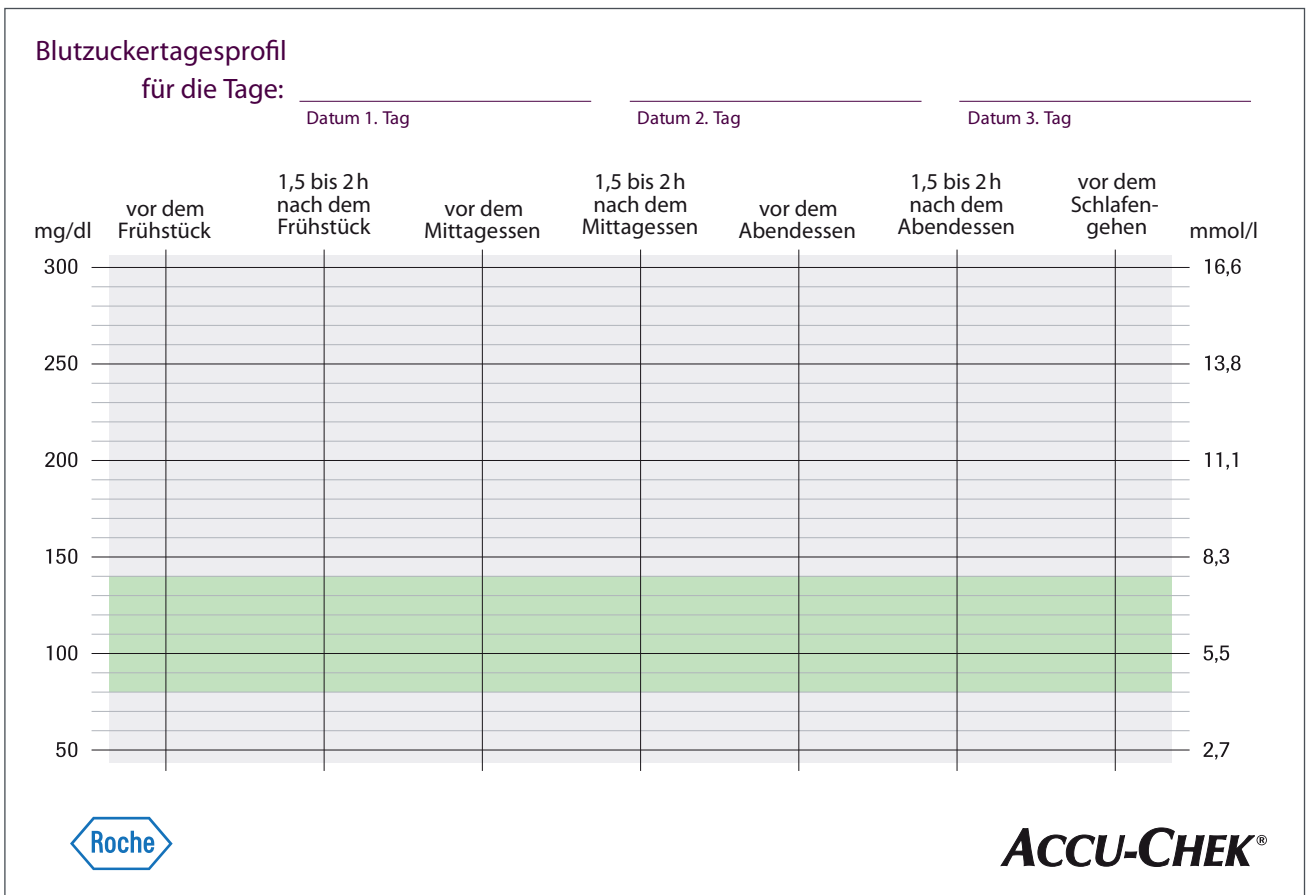 Blutzuckertagesprofil
für die Tage:
Datum 1. Tag
Datum 2. Tag
Datum 3. Tag
mg/dl
vor dem
Frühstück
1,5 bis 2 h
nach dem
Frühstück
vor dem
Mittagessen
1,5 bis 2 h
nach dem
Mittagessen
vor dem
Abendessen
1,5 bis 2 h
nach dem
Abendessen
vor dem
Schlafen-
gehen
mmol/l
300 16,6
250 13,8
200 11,1
150 8,3
100 5,5
50 2,7
Roche
ACCU-CHEK®